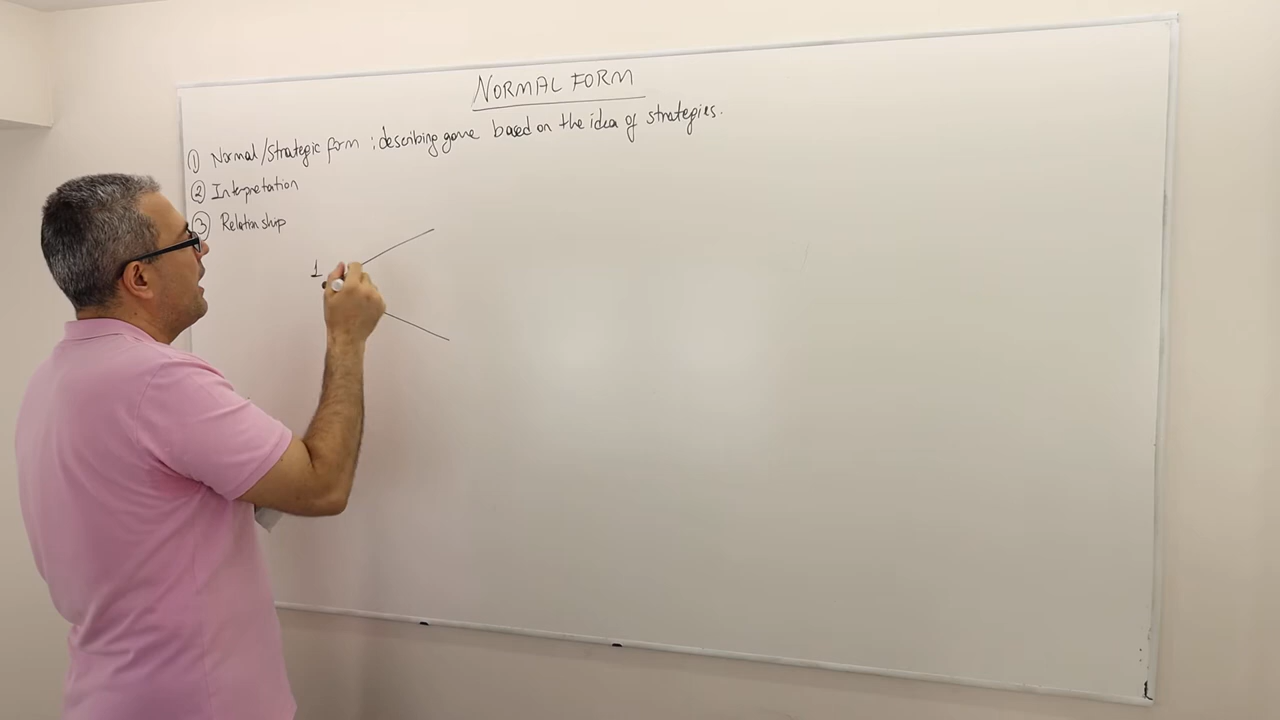 NORMAL FORM
① Normal/Strategic form : describing game based on the idea of strategies.
② Interpretation
③ Relationship
1